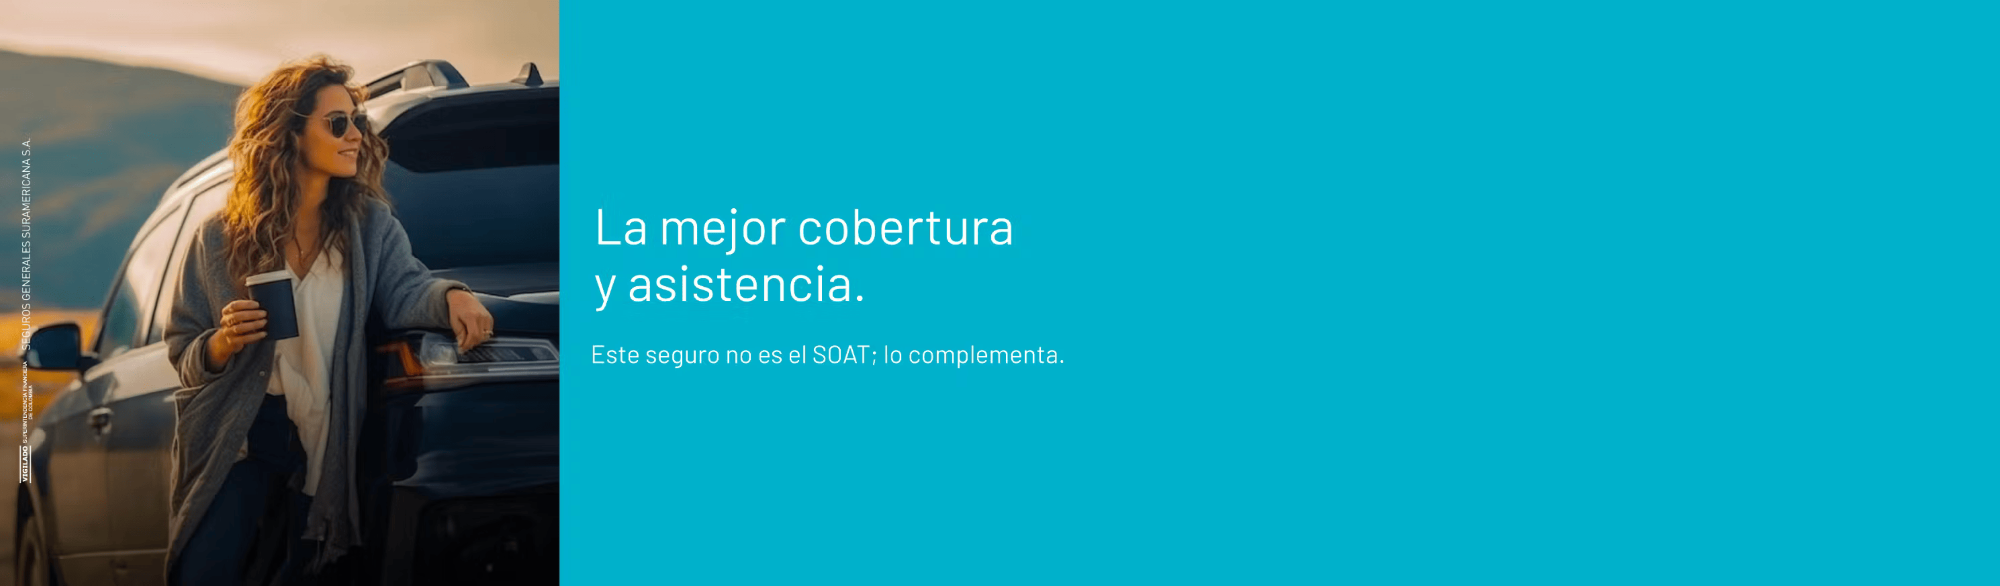 La mejor cobertura
y asistencia.
Este seguro no es el SOAT; lo complementa.
SEGUROS GENERALES SURAMERICANA S.A.
VIGILADO SUPERINTENDENCIA FINANCIERA
DE COLOMBIA